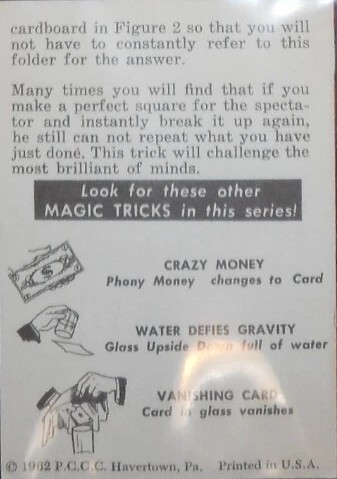 cardboard in Figure 2 so that you will
not have to constantly refer to this
folder for the answer.
Many times you will find that if you
make a perfect square for the specta-
tor and instantly break it up again,
he still can not repeat what you have
just done. This trick will challenge the
most brilliant of minds.
Look for these other
MAGIC TRICKS in this series!
CRAZY MONEY
Phony Money changes to Card
WATER DEFIES GRAVITY
Glass Upside Down full of water
VANISHING CARD
Card in glass vanishes
© 1962 P.C.C.C. Havertown, Pa. Printed in U.S.A.